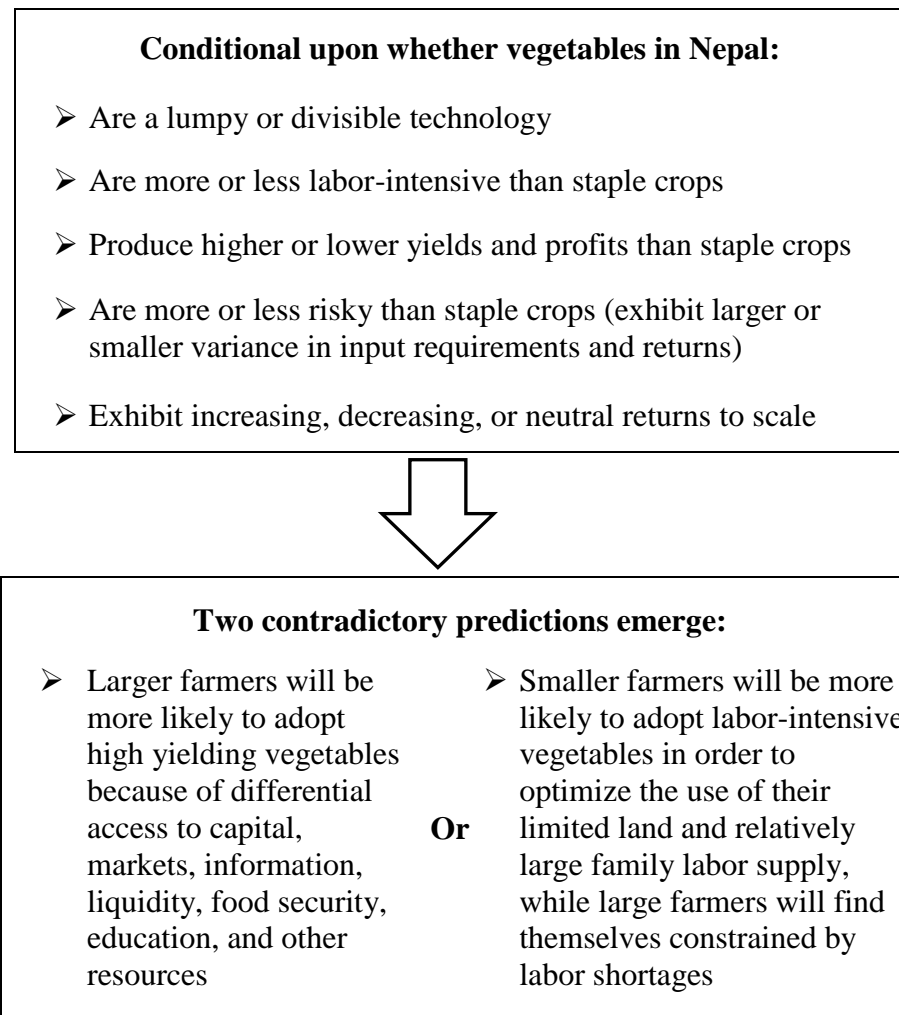 Conditional upon whether vegetables in Nepal:
➢ Are a lumpy or divisible technology
➢ Are more or less labor-intensive than staple crops
➢ Produce higher or lower yields and profits than staple crops
➢ Are more or less risky than staple crops (exhibit larger or
smaller variance in input requirements and returns)
➢ Exhibit increasing, decreasing, or neutral returns to scale
Two contradictory predictions emerge:
➢ Larger farmers will be
more likely to adopt
high yielding vegetables
because of differential
access to capital,
markets, information,
liquidity, food security,
education, and other
resources
Or
➢ Smaller farmers will be more
likely to adopt labor-intensive
vegetables in order to
optimize the use of their
limited land and relatively
large family labor supply,
while large farmers will find
themselves constrained by
labor shortages